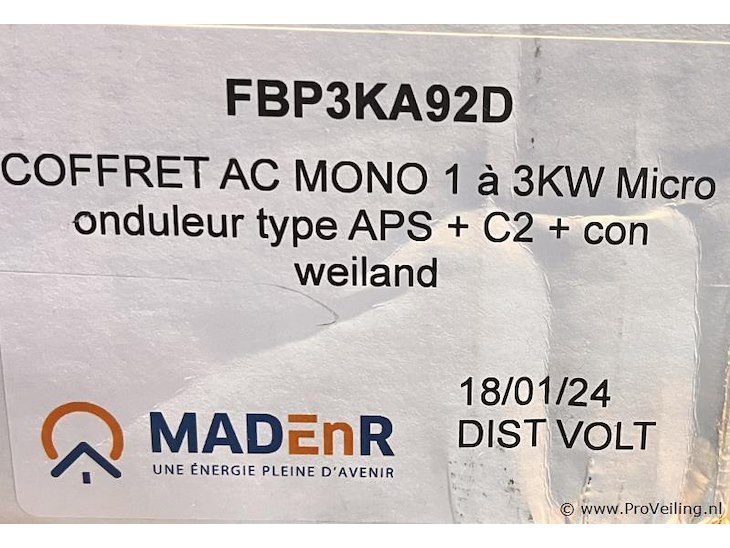 FBP3KA92D
COFFRET AC MONO 1 à 3KW Micro
onduleur type APS + C2 + con
weiland
18/01/24
DIST VOLT
MADEnR
UNE ÉNERGIE PLEINE D'AVENIR
© www.ProVeiling.nl